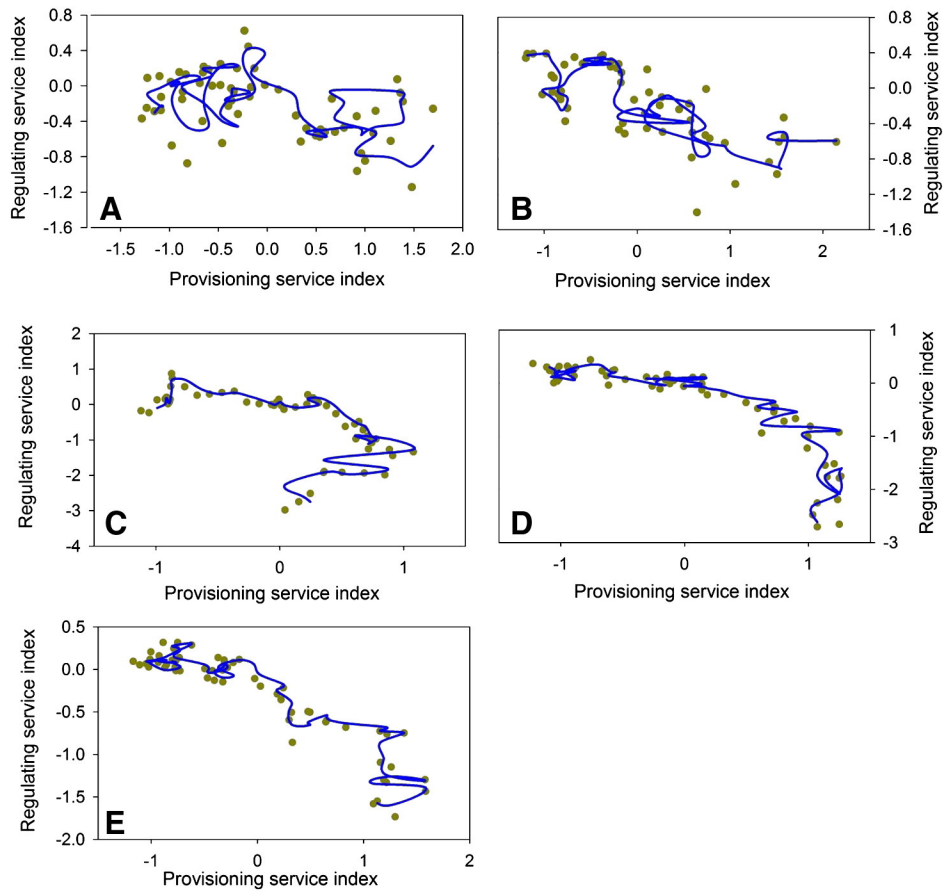 0.8
0.4
0.0
-0.4
-0.8
-1.2
-1.6
Regulating service index
A
-1.5 -1.0 -0.5 0.0 0.5 1.0 1.5 2.0
Provisioning service index
0.8
0.4
0.0
-0.4
-0.8
-1.2
-1.6
Regulating service index
B
-1 0 1 2
Provisioning service index
2
1
0
-1
-2
-3
-4
Regulating service index
C
-1 0 1
Provisioning service index
1
0
-1
-2
-3
Regulating service index
D
-1 0 1
Provisioning service index
0.5
0.0
-0.5
-1.0
-1.5
-2.0
Regulating service index
E
-1 0 1 2
Provisioning service index